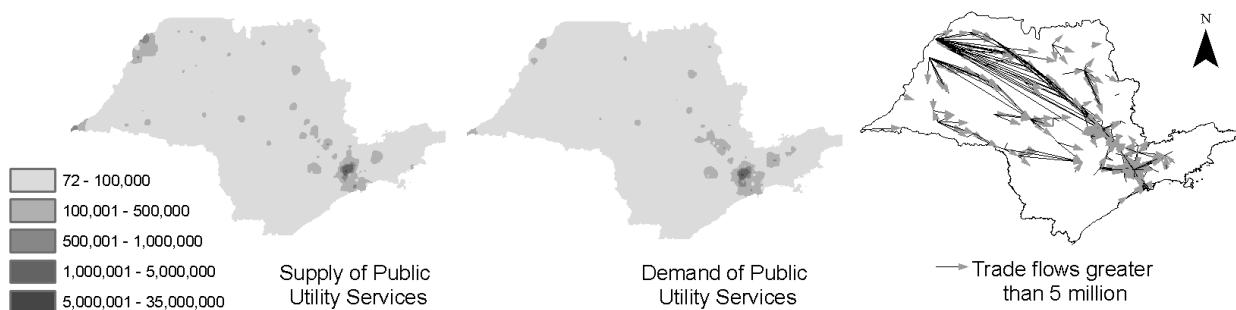 N
72 - 100,000
100,001 - 500,000
500,001 - 1,000,000
1,000,001 - 5,000,000
5,000,001 - 35,000,000
Supply of Public
Utility Services
Demand of Public
Utility Services
Trade flows greater
than 5 million